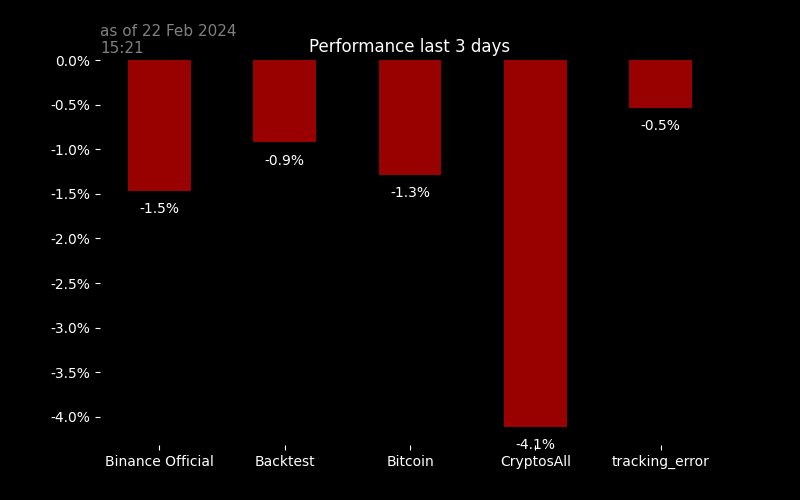 as of 22 Feb 2024
15:21
Performance last 3 days
0.0%
-0.5%
-1.0%
-1.5%
-2.0%
-2.5%
-3.0%
-3.5%
-4.0%
-1.5%
-0.9%
-1.3%
-4.1%
-0.5%
Binance Official
Backtest
Bitcoin
CryptosAll
tracking_error